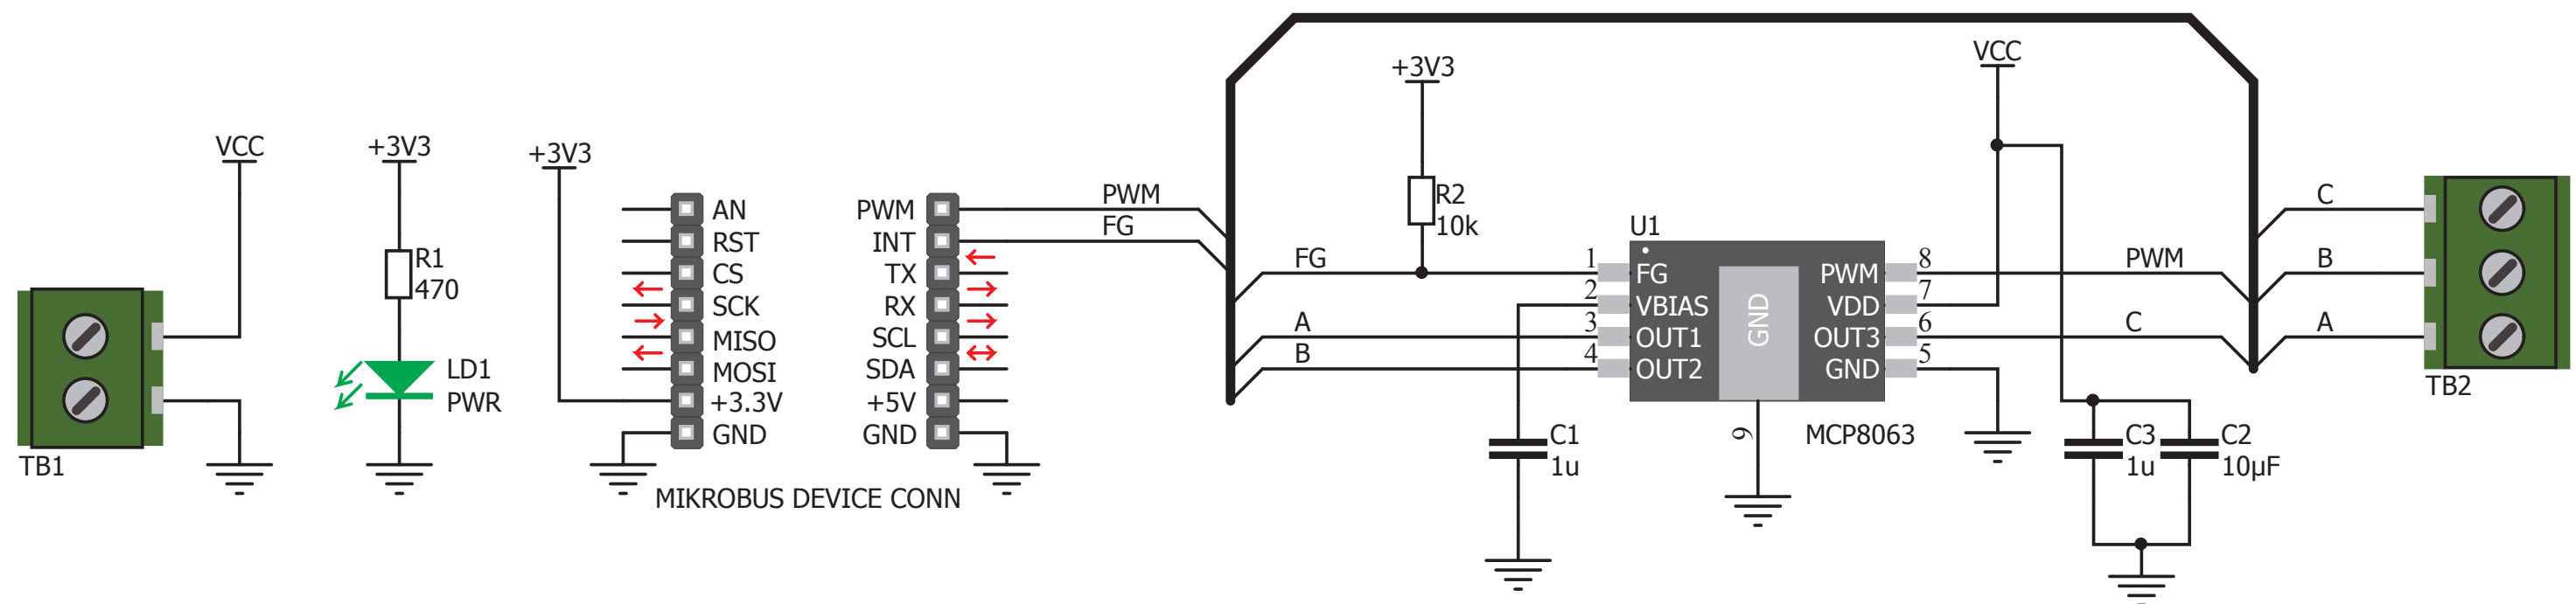 VCC
TB1
+3V3
R1
470
LD1
PWR
+3V3
AN
RST
CS
SCK
MISO
MOSI
+3.3V
GND
PWM
INT
TX
RX
SCL
SDA
+5V
GND
MIKROBUS DEVICE CONN
PWM
FG
+3V3
R2
10k
FG
A
B
C1
1u
U1
1
2
3
4
FG
VBIAS
OUT1
OUT2
GND
PWM
VDD
OUT3
GND
8
7
6
5
9
MCP8063
VCC
PWM
C
C3
1u
C2
10µF
C
B
A
TB2